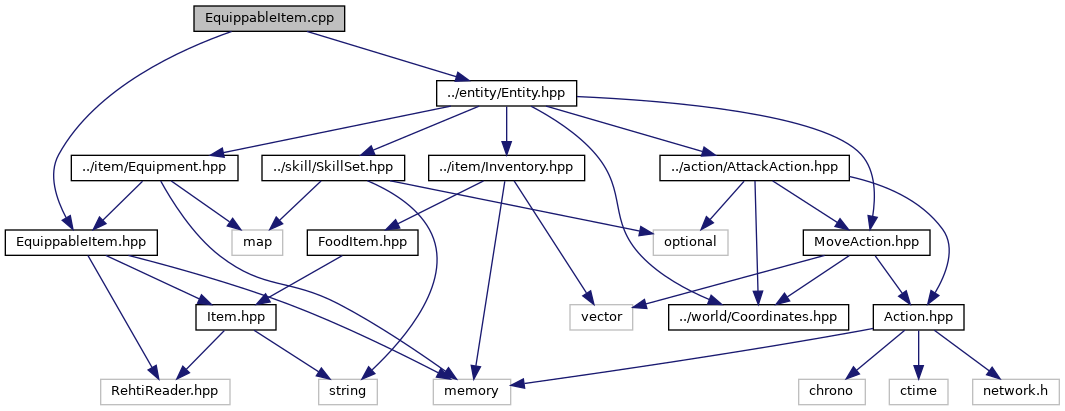 EquippableItem.cpp
../entity/Entity.hpp
../item/Equipment.hpp
../skill/SkillSet.hpp
../item/Inventory.hpp
../action/AttackAction.hpp
EquippableItem.hpp
map
FoodItem.hpp
optional
MoveAction.hpp
Item.hpp
vector
../world/Coordinates.hpp
Action.hpp
RehtiReader.hpp
string
memory
chrono
ctime
network.h